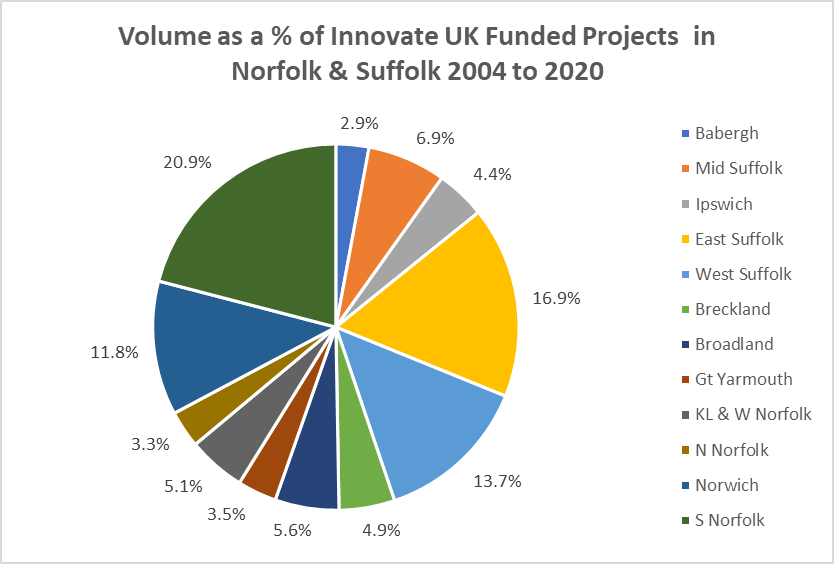 Volume as a % of Innovate UK Funded Projects  in
Norfolk & Suffolk 2004 to 2020
2.9%
6.9%
4.4%
16.9%
13.7%
4.9%
5.6%
3.5%
5.1%
3.3%
11.8%
20.9%
Babergh
Mid Suffolk
Ipswich
East Suffolk
West Suffolk
Breckland
Broadland
Gt Yarmouth
KL & W Norfolk
N Norfolk
Norwich
S Norfolk